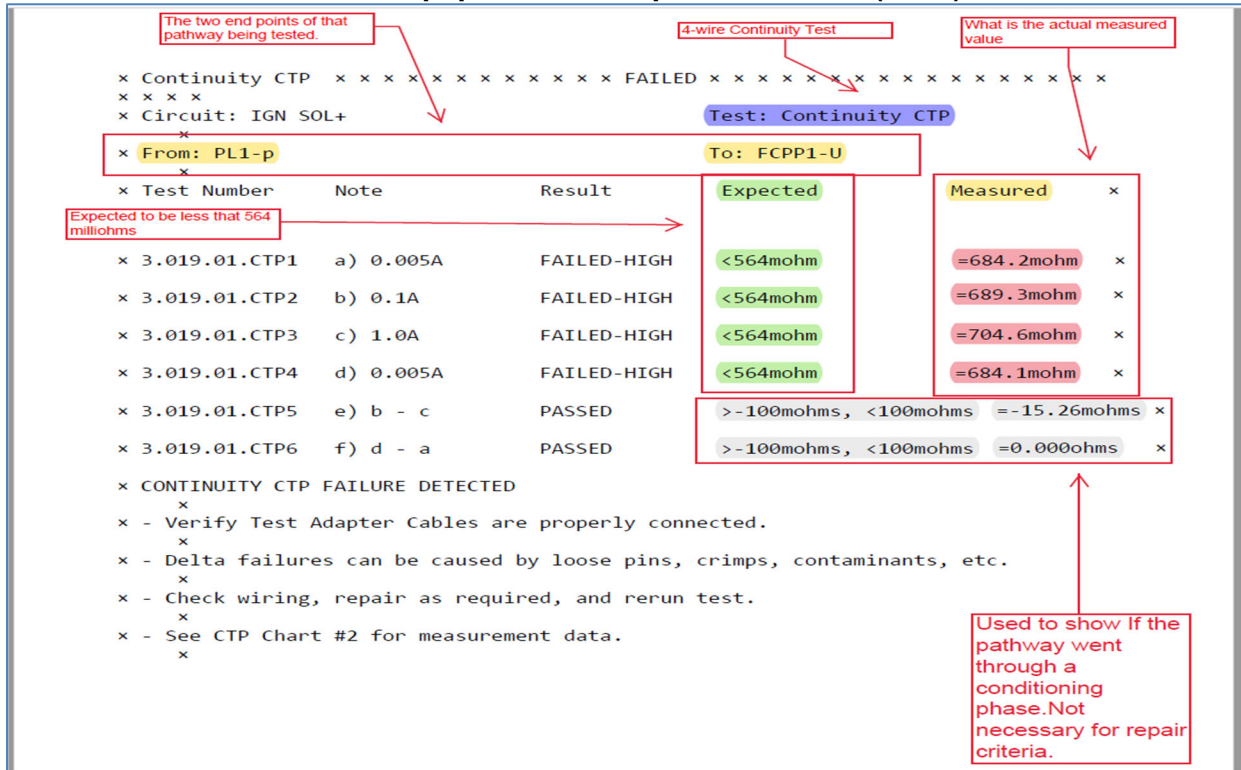 The two end points of that
pathway being tested.
4-wire Continuity Test
What is the actual measured
value
× Continuity CTP × × × × × × × × × × × × FAILED × × × × × × × × × × × × × × × × ×
× × × ×
× Circuit: IGN SOL+ Test: Continuity CTP
×
× From: PL1-p To: FCPP1-U
×
× Test Number Note Result Expected Measured ×
Expected to be less that 564
milliohms
× 3.019.01.CTP1 a) 0.005A FAILED-HIGH <564mohm =684.2mohm ×
× 3.019.01.CTP2 b) 0.1A FAILED-HIGH <564mohm =689.3mohm ×
× 3.019.01.CTP3 c) 1.0A FAILED-HIGH <564mohm =704.6mohm ×
× 3.019.01.CTP4 d) 0.005A FAILED-HIGH <564mohm =684.1mohm ×
× 3.019.01.CTP5 e) b - c PASSED >-100mohms, <100mohms =-15.26mohms ×
× 3.019.01.CTP6 f) d - a PASSED >-100mohms, <100mohms =0.000ohms ×
× CONTINUITY CTP FAILURE DETECTED
×
× - Verify Test Adapter Cables are properly connected.
×
× - Delta failures can be caused by loose pins, crimps, contaminants, etc.
×
× - Check wiring, repair as required, and rerun test.
×
× - See CTP Chart #2 for measurement data.
×
Used to show If the
pathway went
through a
conditioning
phase.Not
necessary for repair
criteria.